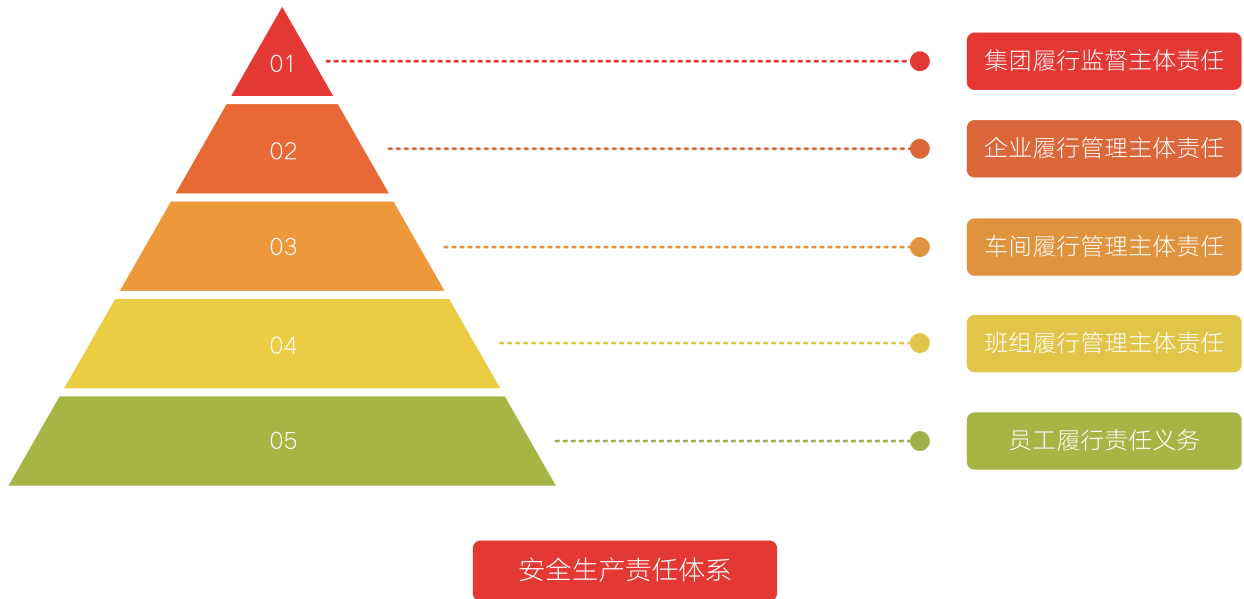 01
集团履行监督主体责任
02
企业履行管理主体责任
03
车间履行管理主体责任
04
班组履行管理主体责任
05
员工履行责任义务
安全生产责任体系